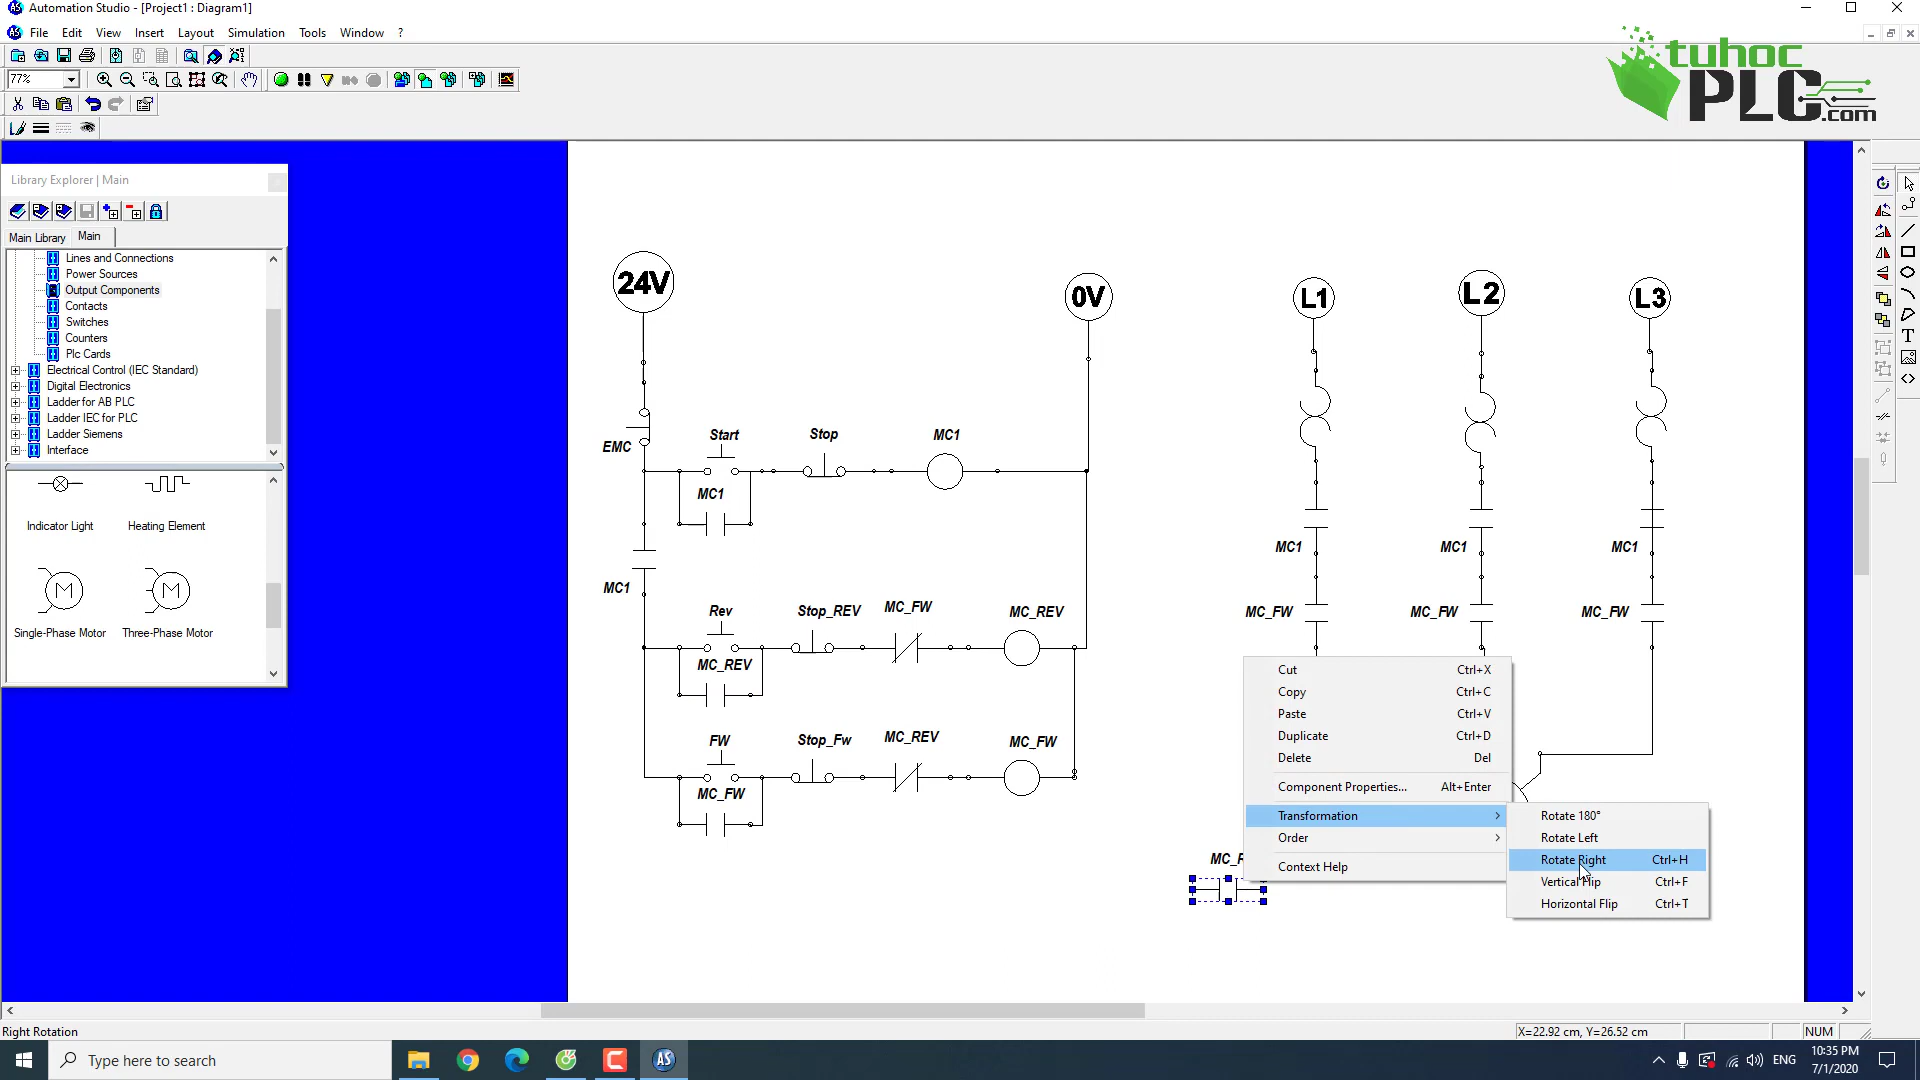 Automation Studio - [Project1 : Diagram1]
File Edit View Insert Layout Simulation Tools Window ?
77%
tuhoc
PLC.com
Library Explorer | Main
Main Library Main
Lines and Connections
Power Sources
Output Components
Contacts
Switches
Counters
Plc Cards
Electrical Control (IEC Standard)
Digital Electronics
Ladder for AB PLC
Ladder IEC for PLC
Ladder Siemens
Interface
Indicator Light Heating Element
Single-Phase Motor Three-Phase Motor
24V 0V L1 L2 L3
EMC Start Stop MC1
MC1
MC1
Rev Stop_REV MC_FW MC_REV
MC_REV
FW Stop_Fw MC_REV MC_FW
MC_FW
MC1 MC1 MC1
MC_FW MC_FW MC_FW
Cut Ctrl+X
Copy Ctrl+C
Paste Ctrl+V
Duplicate Ctrl+D
Delete Del
Component Properties... Alt+Enter
Transformation
Order
Context Help
Rotate 180°
Rotate Left
Rotate Right Ctrl+H
Vertical Flip Ctrl+F
Horizontal Flip Ctrl+T
Right Rotation
X=22.92 cm, Y=26.52 cm NUM
Type here to search
ENG
10:35 PM
7/1/2020